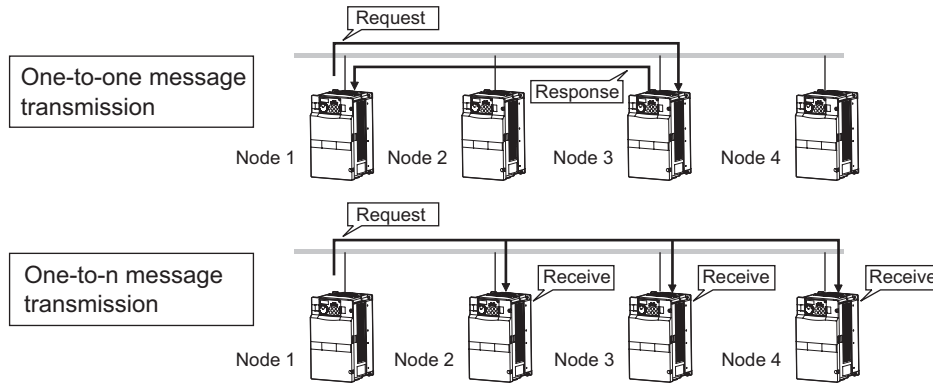 Request
One-to-one message
transmission
Response
Node 1
Node 2
Node 3
Node 4
Request
One-to-n message
transmission
Receive
Receive
Receive
Node 1
Node 2
Node 3
Node 4